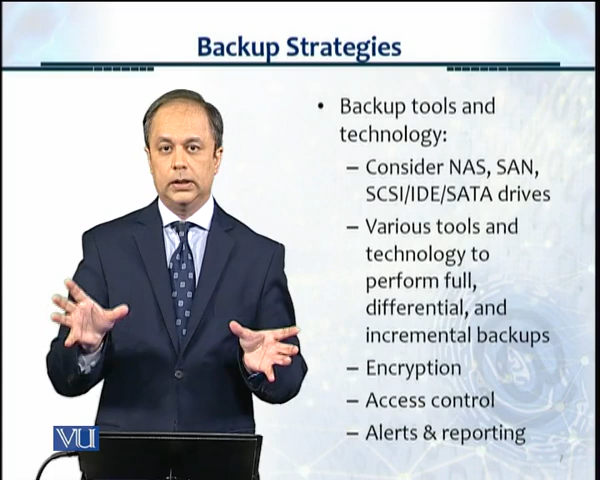 Backup Strategies
• Backup tools and
technology:
– Consider NAS, SAN,
SCSI/IDE/SATA drives
– Various tools and
technology to
perform full,
differential, and
incremental backups
– Encryption
– Access control
– Alerts & reporting
VU
7